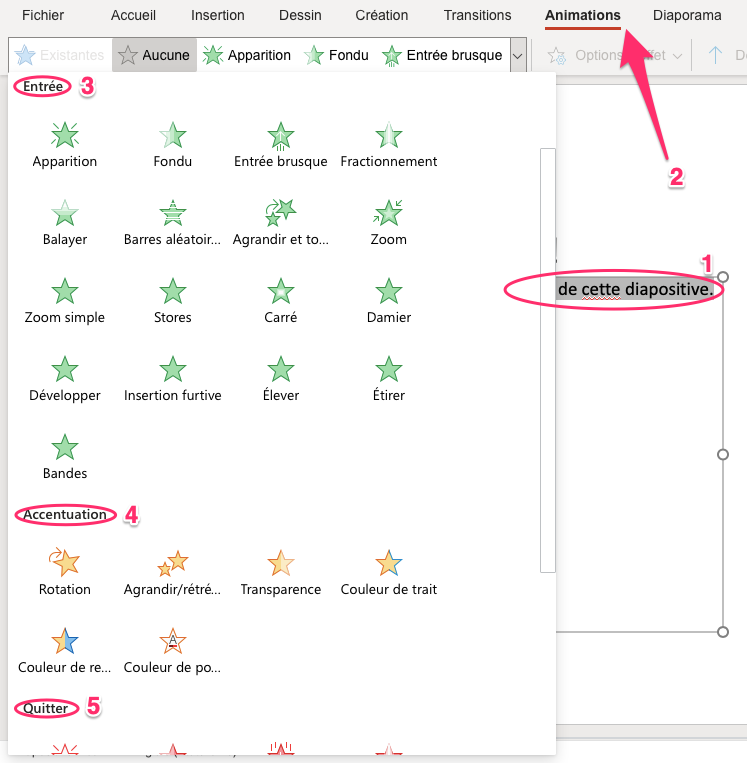 Fichier Accueil Insertion Dessin Création Transitions Animations Diaporama
Existantes Aucune Apparition Fondu Entrée brusque
Entrée 3
2
Apparition Fondu Entrée brusque Fractionnement
Balayer Barres aléatoir... Agrandir et to... Zoom
1
de cette diapositive.
Zoom simple Stores Carré Damier
Développer Insertion furtive Élever Étirer
Bandes
Accentuation 4
Rotation Agrandir/rétré... Transparence Couleur de trait
Couleur de re... Couleur de po...
Quitter 5